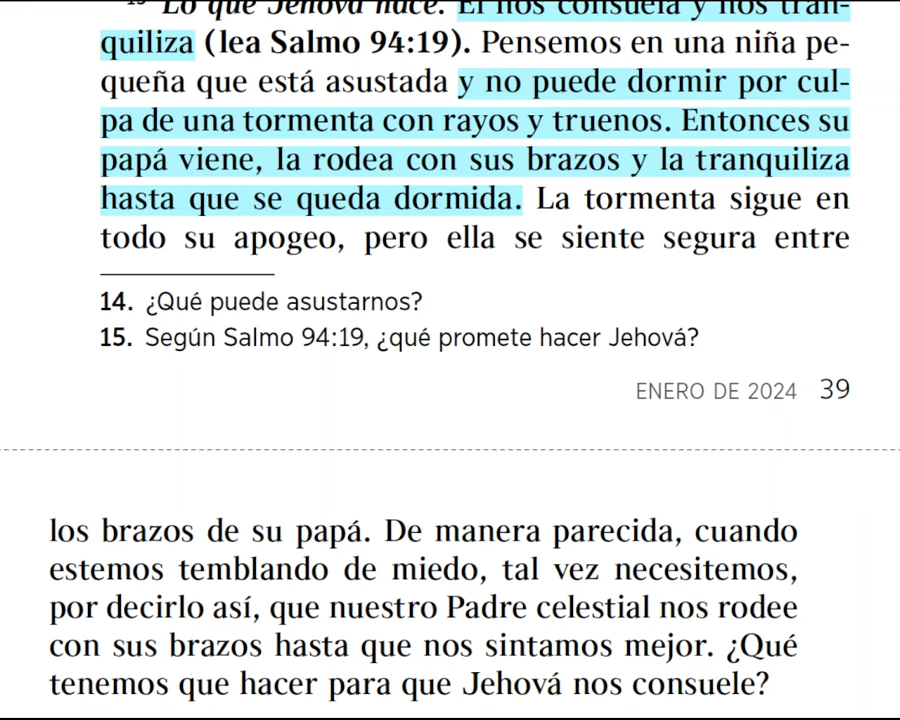 15 Lo que Jehová hace. Él nos consuela y nos tran-
quiliza (lea Salmo 94:19). Pensemos en una niña pe-
queña que está asustada y no puede dormir por cul-
pa de una tormenta con rayos y truenos. Entonces su
papá viene, la rodea con sus brazos y la tranquiliza
hasta que se queda dormida. La tormenta sigue en
todo su apogeo, pero ella se siente segura entre
14. ¿Qué puede asustarnos?
15. Según Salmo 94:19, ¿qué promete hacer Jehová?
ENERO DE 2024 39
los brazos de su papá. De manera parecida, cuando
estemos temblando de miedo, tal vez necesitemos,
por decirlo así, que nuestro Padre celestial nos rodee
con sus brazos hasta que nos sintamos mejor. ¿Qué
tenemos que hacer para que Jehová nos consuele?